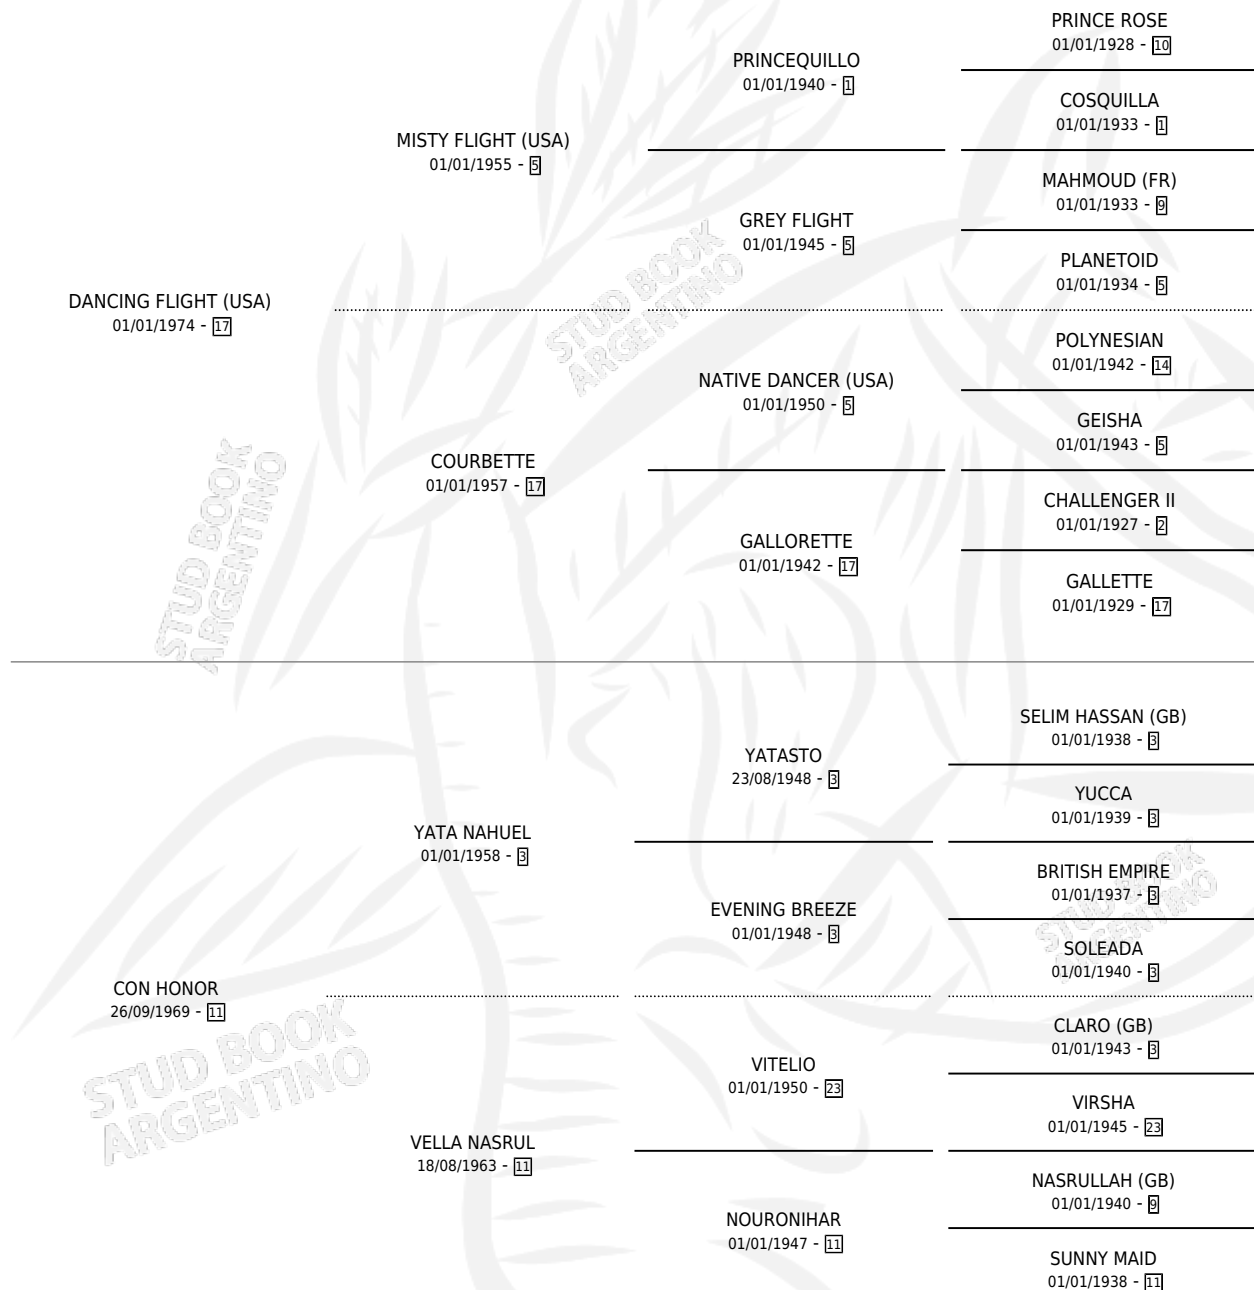 PRINCE ROSE
01/01/1928 - 10
PRINCEQUILLO
01/01/1940 - 1
COSQUILLA
01/01/1933 - 1
MISTY FLIGHT (USA)
01/01/1955 - 5
MAHMOUD (FR)
01/01/1933 - 9
GREY FLIGHT
01/01/1945 - 5
PLANETOID
01/01/1934 - 5
STUD BOOK
ARGENTINO
DANCING FLIGHT (USA)
01/01/1974 - 17
POLYNESIAN
01/01/1942 - 14
NATIVE DANCER (USA)
01/01/1950 - 5
GEISHA
01/01/1943 - 5
COURBETTE
01/01/1957 - 17
CHALLENGER II
01/01/1927 - 2
GALLORETTE
01/01/1942 - 17
GALLETTE
01/01/1929 - 17
STUD BOOK
ARGENTINO
SELIM HASSAN (GB)
01/01/1938 - 3
YATASTO
23/08/1948 - 3
YUCCA
01/01/1939 - 3
YATA NAHUEL
01/01/1958 - 3
BRITISH EMPIRE
01/01/1937 - 3
EVENING BREEZE
01/01/1948 - 3
SOLEADA
01/01/1940 - 3
STUD BOOK
ARGENTINO
CON HONOR
26/09/1969 - 11
CLARO (GB)
01/01/1943 - 3
VITELIO
01/01/1950 - 23
VIRSHA
01/01/1945 - 23
STUD BOOK
ARGENTINO
VELLA NASRUL
18/08/1963 - 11
NASRULLAH (GB)
01/01/1940 - 9
NOURONIHAR
01/01/1947 - 11
SUNNY MAID
01/01/1938 - 11